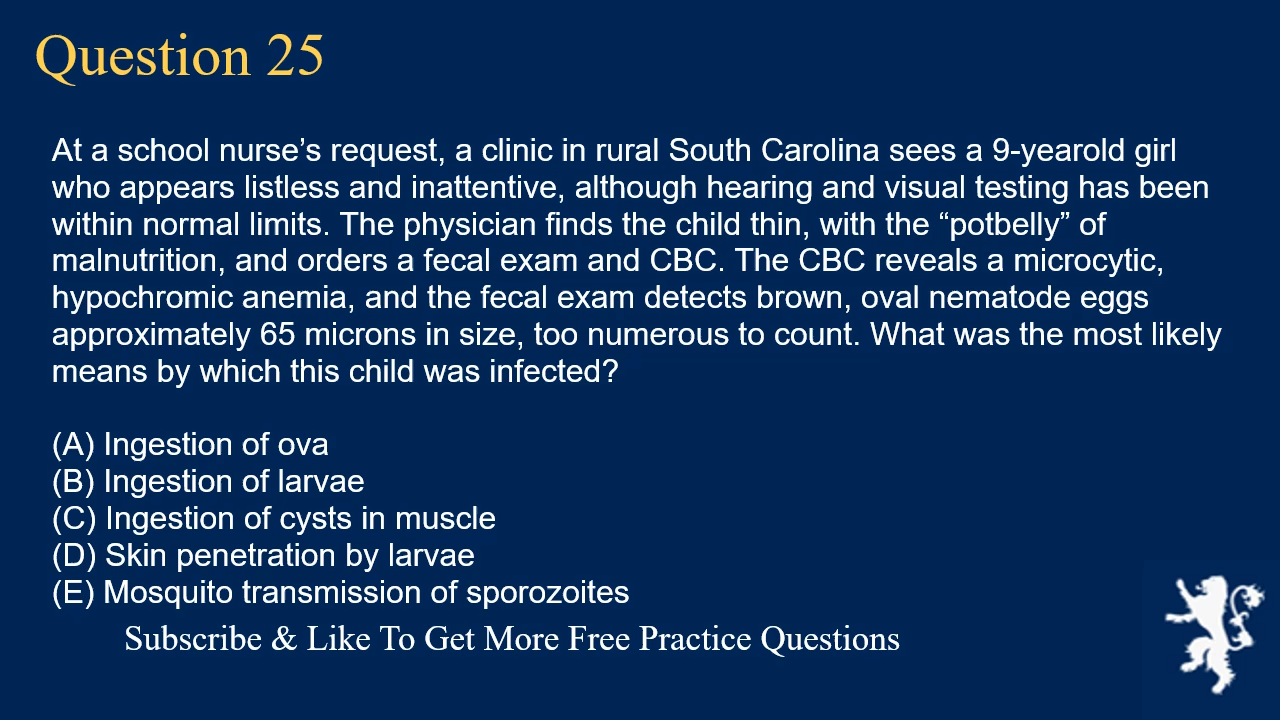 Question 25
At a school nurse’s request, a clinic in rural South Carolina sees a 9-yearold girl
who appears listless and inattentive, although hearing and visual testing has been
within normal limits. The physician finds the child thin, with the “potbelly” of
malnutrition, and orders a fecal exam and CBC. The CBC reveals a microcytic,
hypochromic anemia, and the fecal exam detects brown, oval nematode eggs
approximately 65 microns in size, too numerous to count. What was the most likely
means by which this child was infected?
(A) Ingestion of ova
(B) Ingestion of larvae
(C) Ingestion of cysts in muscle
(D) Skin penetration by larvae
(E) Mosquito transmission of sporozoites
Subscribe & Like To Get More Free Practice Questions